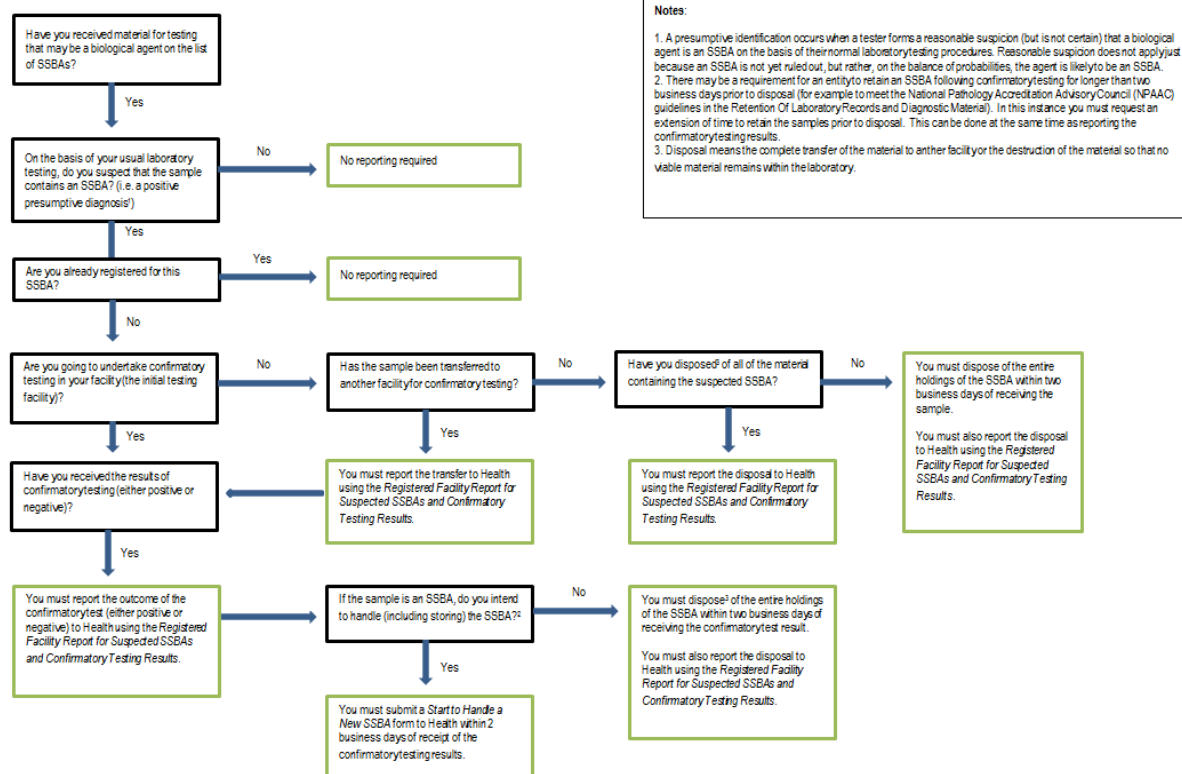 Have you received material for testing
that may be a biological agent on the list
of SSBAs?
Notes:
1. A presumptive identification occurs when a tester forms a reasonable suspicion (but is not certain) that a biological
agent is an SSBA on the basis of their normal laboratory testing procedures. Reasonable suspicion does not apply just
because an SSBA is not yet ruled out, but rather, on the balance of probabilities, the agent is likely to be an SSBA.
2. There may be a requirement for an entity to retain an SSBA following confirmatory testing for longer than two
business days prior to disposal (for example to meet the National Pathology Accreditation Advisory Council (NPAAC)
guidelines in the Retention Of Laboratory Records and Diagnostic Material). In this instance you must request an
extension of time to retain the samples prior to disposal. This can be done at the same time as reporting the
confirmatory testing results.
3. Disposal means the complete transfer of the material to anther facility or the destruction of the material so that no
viable material remains within the laboratory.
Yes
On the basis of your usual laboratory
testing, do you suspect that the sample
contains an SSBA? (i.e. a positive
presumptive diagnosis¹)
No
No reporting required
Yes
Are you already registered for this
SSBA?
Yes
No reporting required
No
Are you going to undertake confirmatory
testing in your facility (the initial testing
facility)?
No
Has the sample been transferred to
another facility for confirmatory testing?
No
Have you disposed³ of all of the material
containing the suspected SSBA?
No
You must dispose of the entire
holdings of the SSBA within two
business days of receiving the
sample.
You must also report the disposal
to Health using the Registered
Facility Report for Suspected
SSBAs and Confirmatory Testing
Results.
Yes
Yes
Yes
Have you received the results of
confirmatory testing (either positive or
negative)?
You must report the transfer to Health
using the Registered Facility Report for
Suspected SSBAs and Confirmatory
Testing Results.
You must report the disposal to Health
using the Registered Facility Report for
Suspected SSBAs and Confirmatory
Testing Results.
Yes
You must report the outcome of the
confirmatory test (either positive or
negative) to Health using the Registered
Facility Report for Suspected SSBAs
and Confirmatory Testing Results.
If the sample is an SSBA, do you intend
to handle (including storing) the SSBA?²
No
You must dispose³ of the entire holdings
of the SSBA within two business days of
receiving the confirmatory test result.
You must also report the disposal to
Health using the Registered Facility
Report for Suspected SSBAs and
Confirmatory Testing Results.
Yes
You must submit a Start to Handle a
New SSBA form to Health within 2
business days of receipt of the
confirmatory testing results.